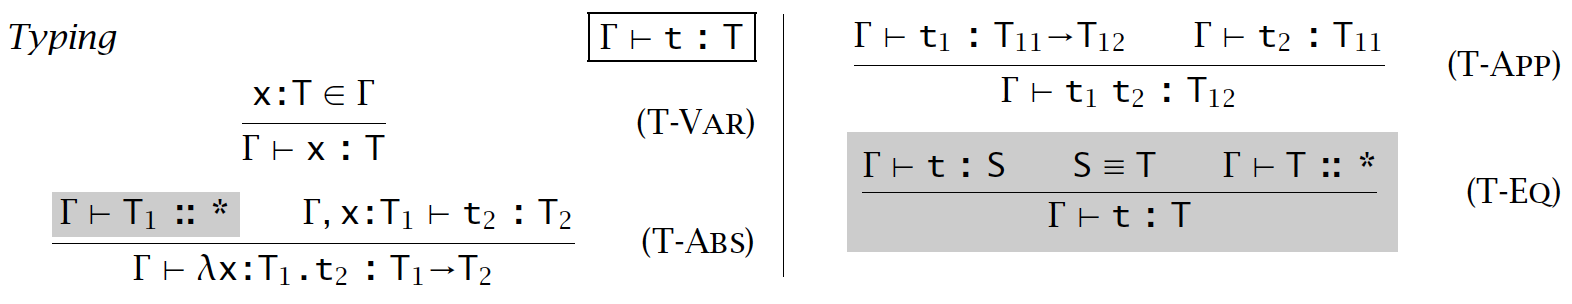 Typing
Γ ⊢ t : T
x:T ∈ Γ
Γ ⊢ x : T
(T-VAR)
Γ ⊢ T₁ :: *    Γ, x:T₁ ⊢ t₂ : T₂
Γ ⊢ λx:T₁.t₂ : T₁→T₂
(T-ABS)
Γ ⊢ t₁ : T₁₁→T₁₂    Γ ⊢ t₂ : T₁₁
Γ ⊢ t₁ t₂ : T₁₂
(T-APP)
Γ ⊢ t : S    S ≡ T    Γ ⊢ T :: *
Γ ⊢ t : T
(T-EQ)